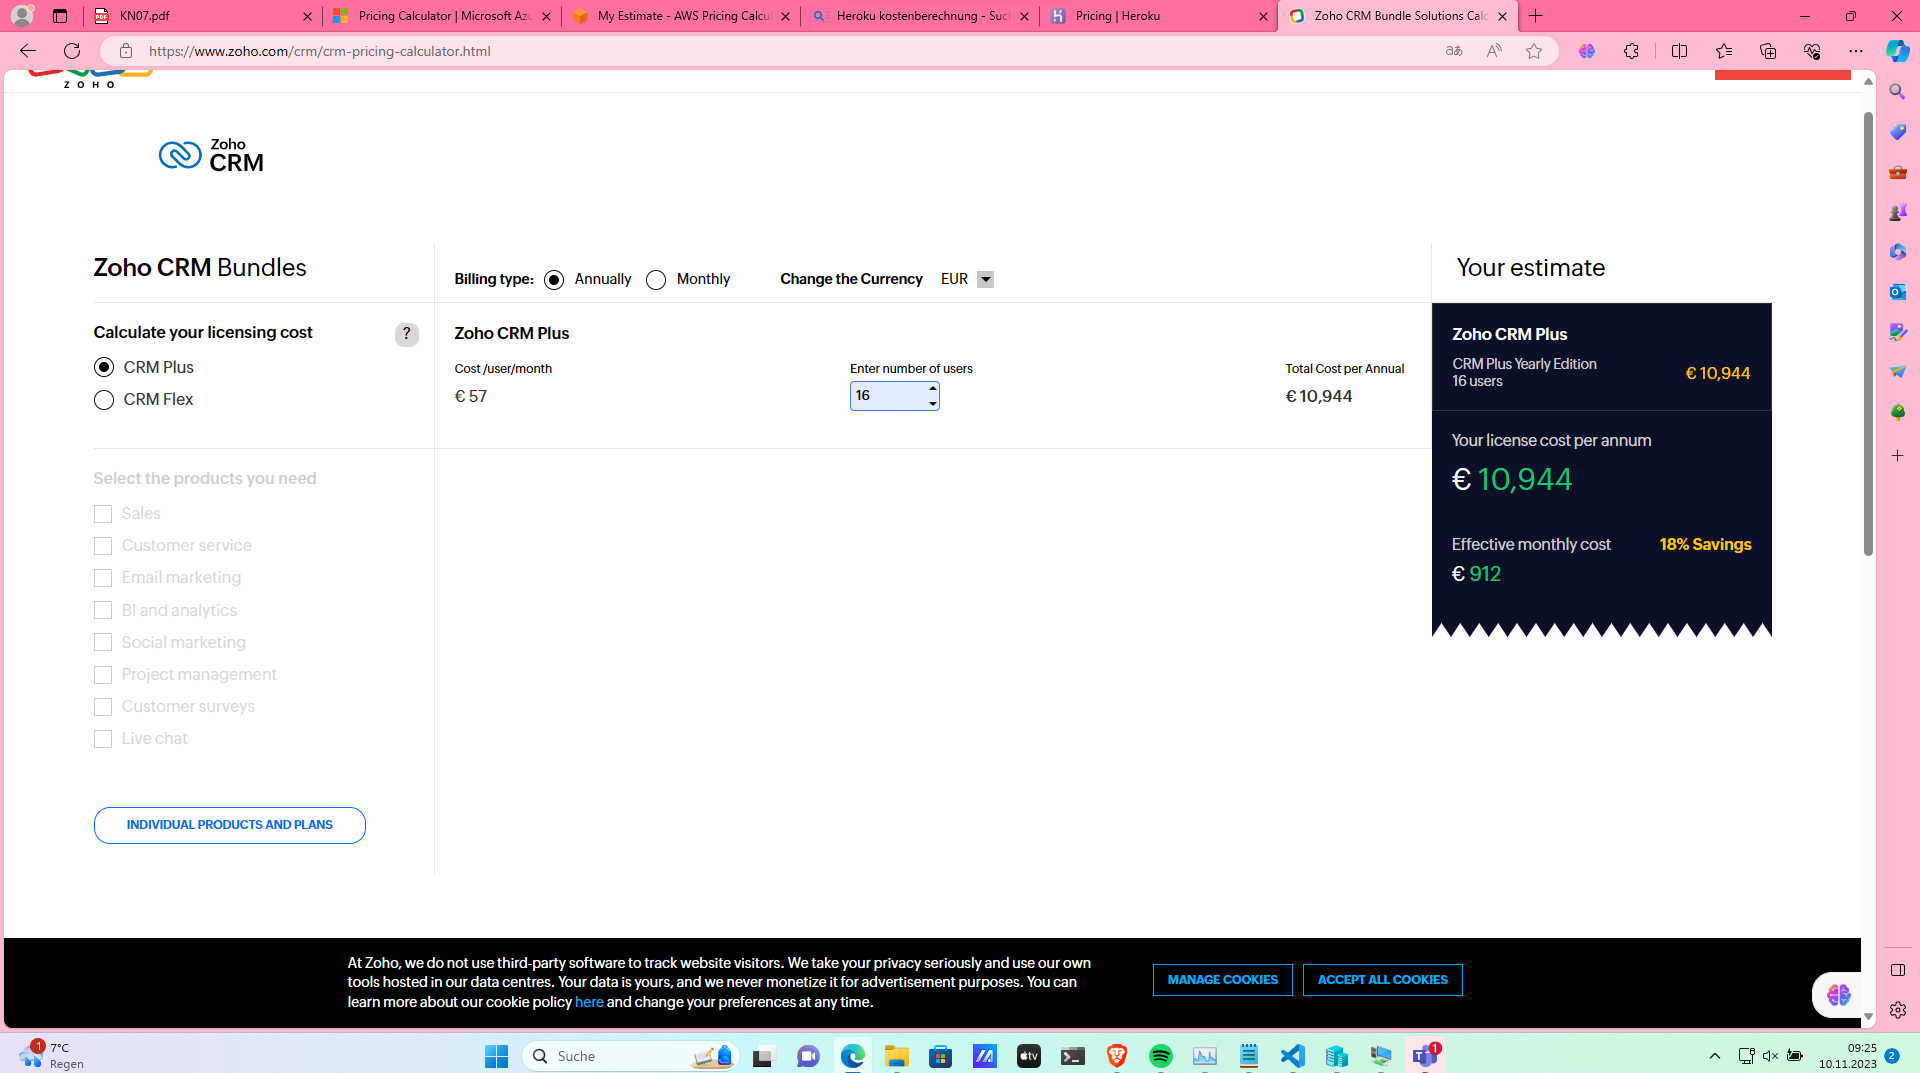 KN07.pdf
Pricing Calculator | Microsoft Azu
My Estimate - AWS Pricing Calcul
Heroku kostenberechnung - Suc
Pricing | Heroku
Zoho CRM Bundle Solutions Calc
https://www.zoho.com/crm/crm-pricing-calculator.html
ZOHO
Zoho
CRM
Zoho CRM Bundles
Billing type: Annually Monthly Change the Currency EUR
Your estimate
Calculate your licensing cost ?
CRM Plus
CRM Flex
Zoho CRM Plus
Cost /user/month
€ 57
Enter number of users
16
Total Cost per Annual
€ 10,944
Zoho CRM Plus
CRM Plus Yearly Edition
16 users
€ 10,944
Your license cost per annum
€ 10,944
Effective monthly cost 18% Savings
€ 912
Select the products you need
Sales
Customer service
Email marketing
BI and analytics
Social marketing
Project management
Customer surveys
Live chat
INDIVIDUAL PRODUCTS AND PLANS
At Zoho, we do not use third-party software to track website visitors. We take your privacy seriously and use our own
tools hosted in our data centres. Your data is yours, and we never monetize it for advertisement purposes. You can
learn more about our cookie policy here and change your preferences at any time.
MANAGE COOKIES
ACCEPT ALL COOKIES
1
7°C
Regen
Suche
tv
1
09:25
10.11.2023
2